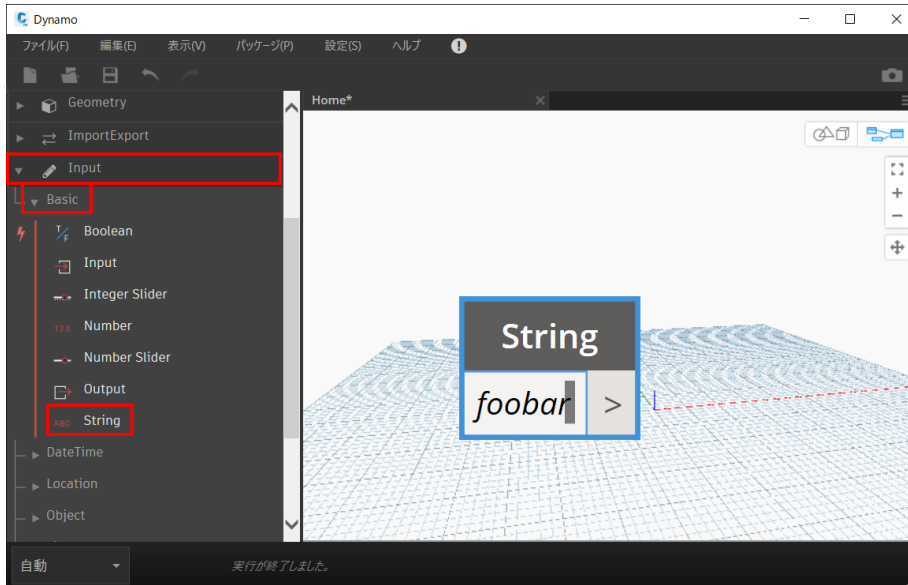 Dynamo
ファイル(F) 編集(E) 表示(V) パッケージ(P) 設定(S) ヘルプ !
Geometry
Home*
ImportExport
Input
Basic
T/F Boolean
Input
Integer Slider
123 Number
Number Slider
Output
ABC String
DateTime
Location
Object
String
foobar >
自動 実行が終了しました。